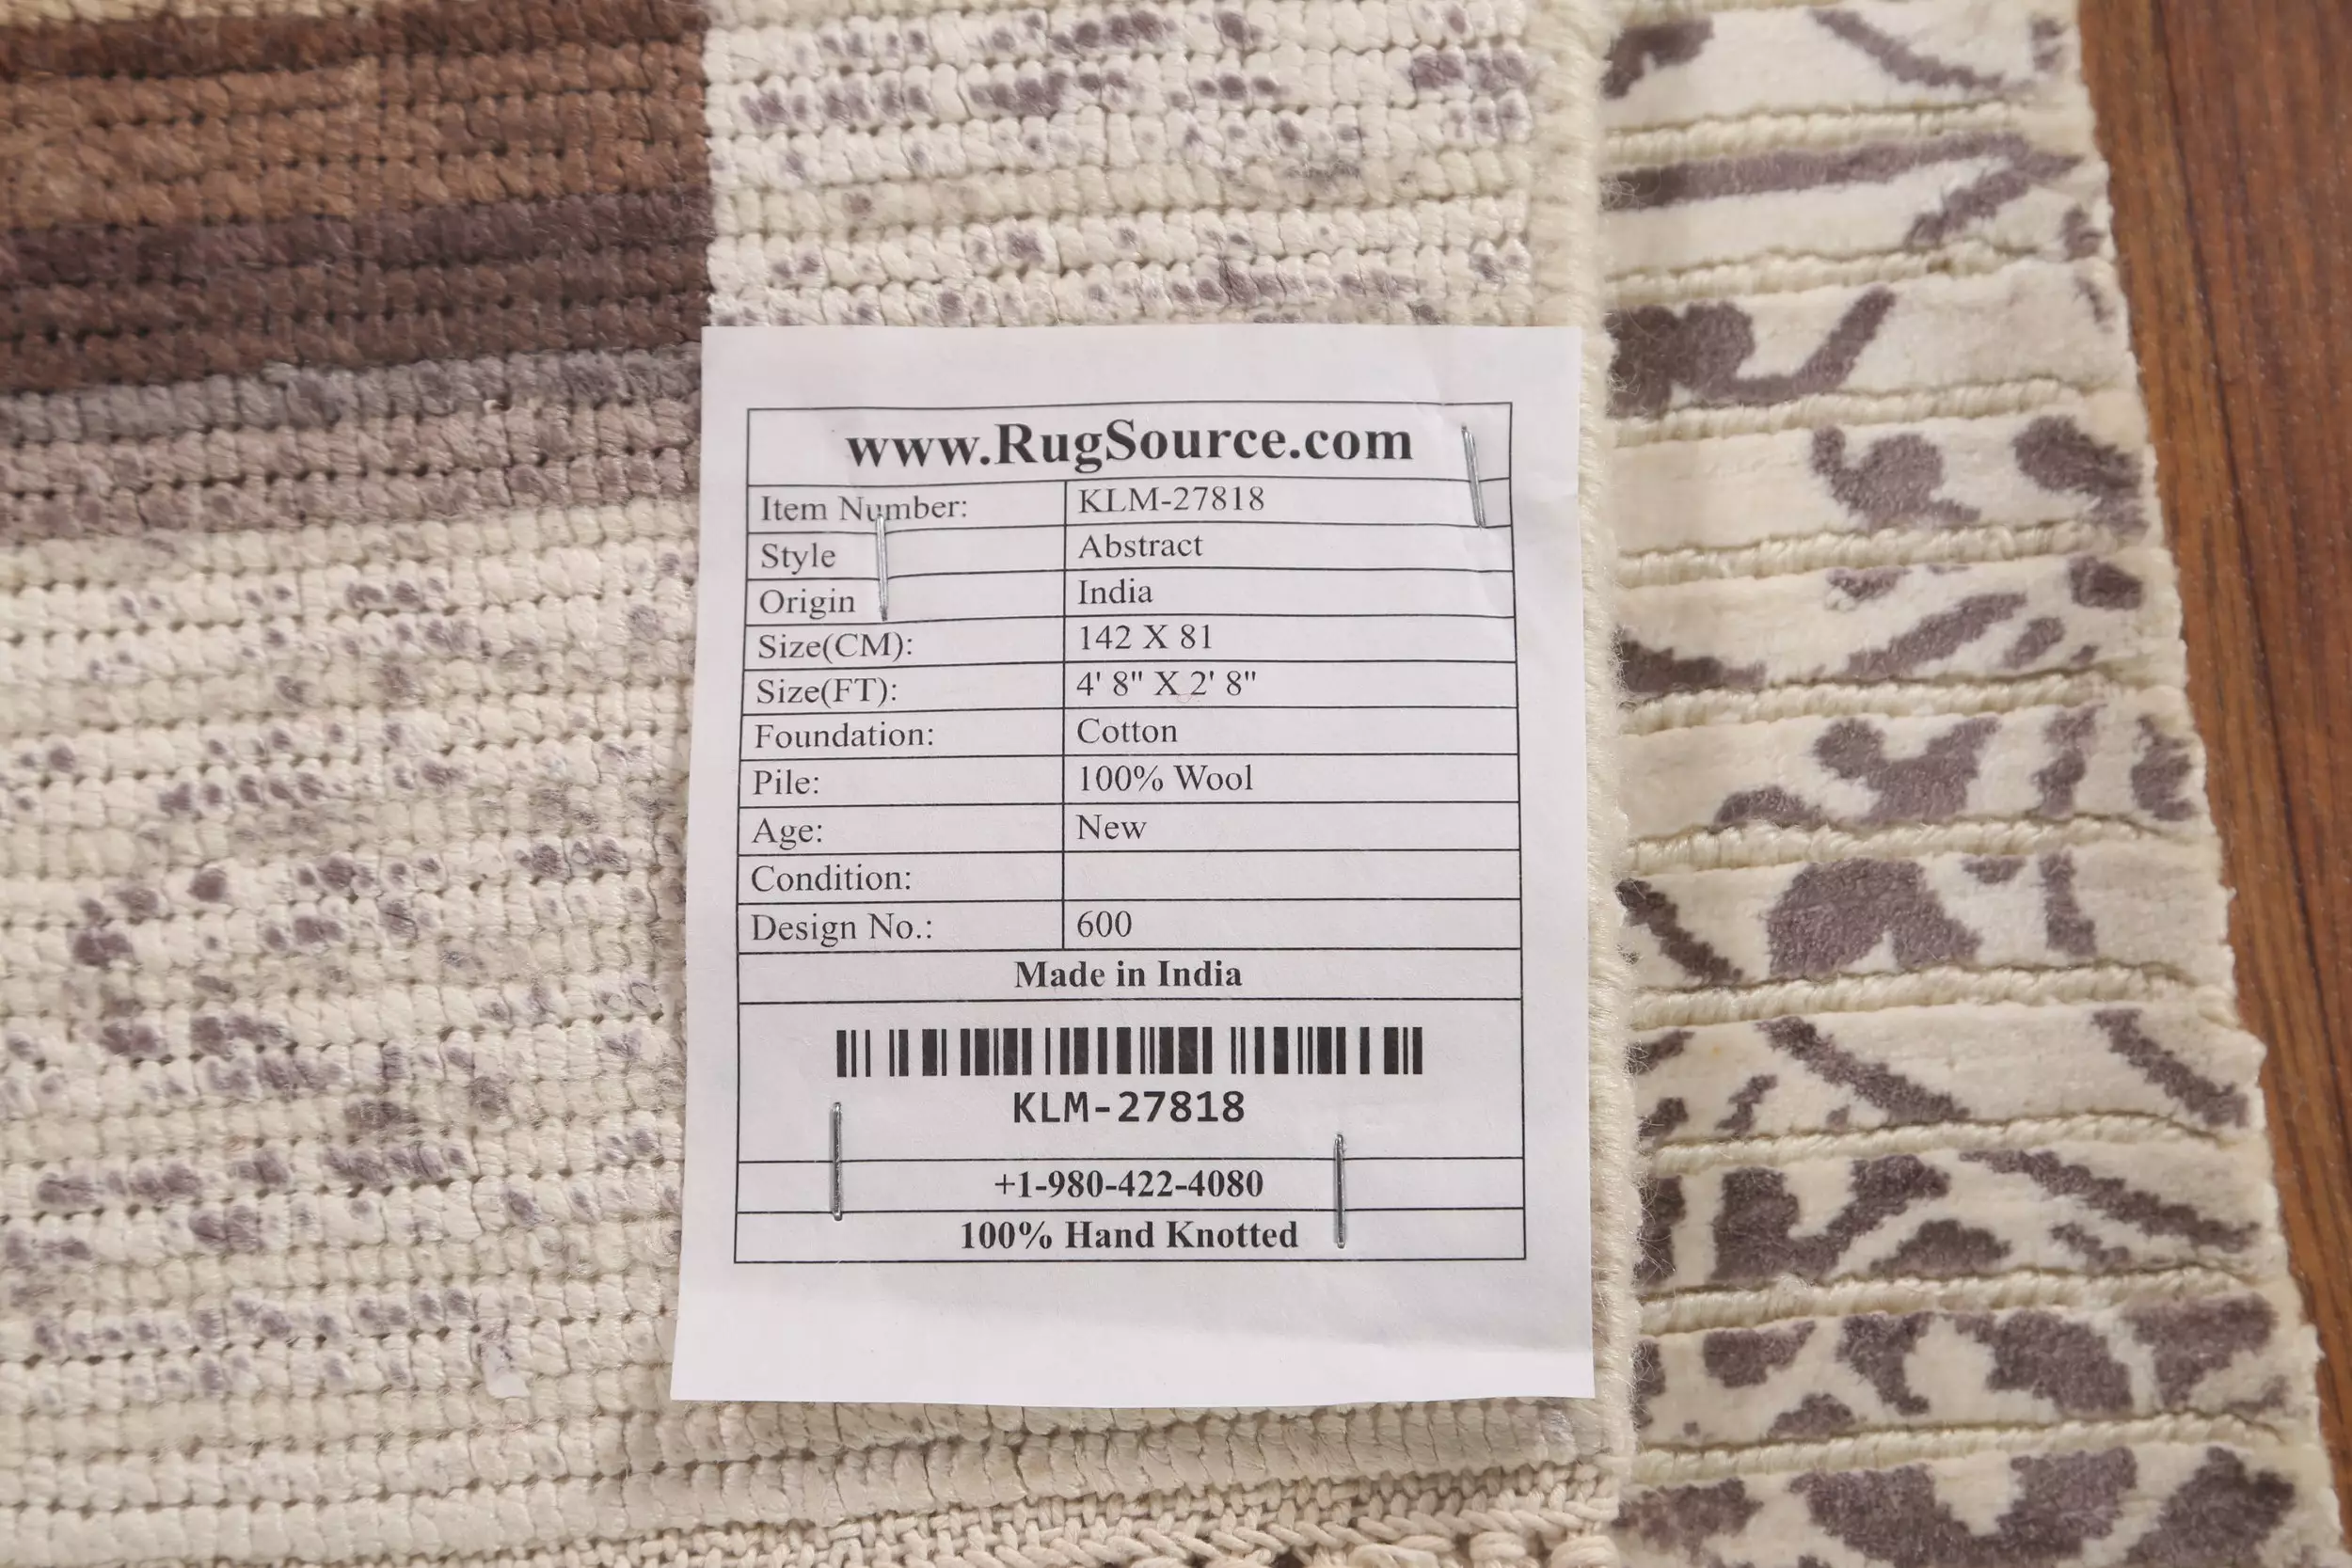 www.RugSource.com
Item Number: KLM-27818
Style Abstract
Origin India
Size(CM): 142 X 81
Size(FT): 4' 8" X 2' 8"
Foundation: Cotton
Pile: 100% Wool
Age: New
Condition:
Design No.: 600
Made in India
KLM-27818
+1-980-422-4080
100% Hand Knotted